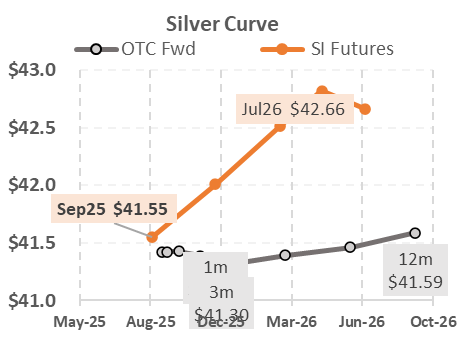 Silver Curve
OTC Fwd
SI Futures
$43.0
Jul26 $42.66
$42.5
$42.0
Sep25 $41.55
$41.5
1m
12m
3m
$41.59
$41.30
$41.0
May-25
Aug-25
Dec-25
Mar-26
Jun-26
Oct-26